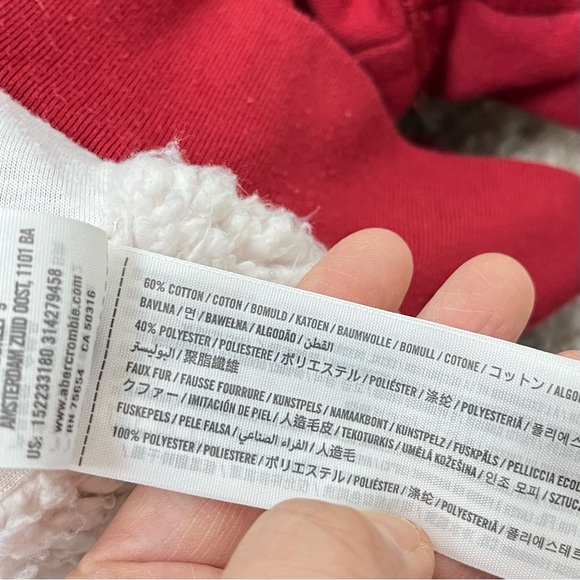 AMSTERDAM ZUID OOST, 1101 BA
US: 152233180 314279458
www.abercrombie.com
RN 75654 CA 50316
60% COTTON / COTON / BOMULD / KATOEN / BAUMWOLLE / BOMULL / COTONE / コットン / ALGO
BAVLNA / 면 / BAWEŁNA / ALGODÃO / القطن
40% POLYESTER / POLIESTERE / ポリエステル / POLIÉSTER / 涤纶 / POLYESTERIÄ / 폴리에스
البوليستر / 聚脂纖維
FAUX FUR / FAUSSE FOURRURE / KUNSTPELS / NAMAAKBONT / KUNSTPELZ / FUSKPÄLS / PELLICCIA ECOL
クファー / IMITACIÓN DE PIEL / 人造毛皮 / TEKOTURKIS / UMĚLÁ KOŽEŠINA / 인조 모피 / SZTUC
FUSKEPELS / PELE FALSA / الفراء الصناعي / 人造毛
100% POLYESTER / POLIESTERE / ポリエステル / POLIÉSTER / 涤纶 / POLYESTERIÄ / 폴리에스테르